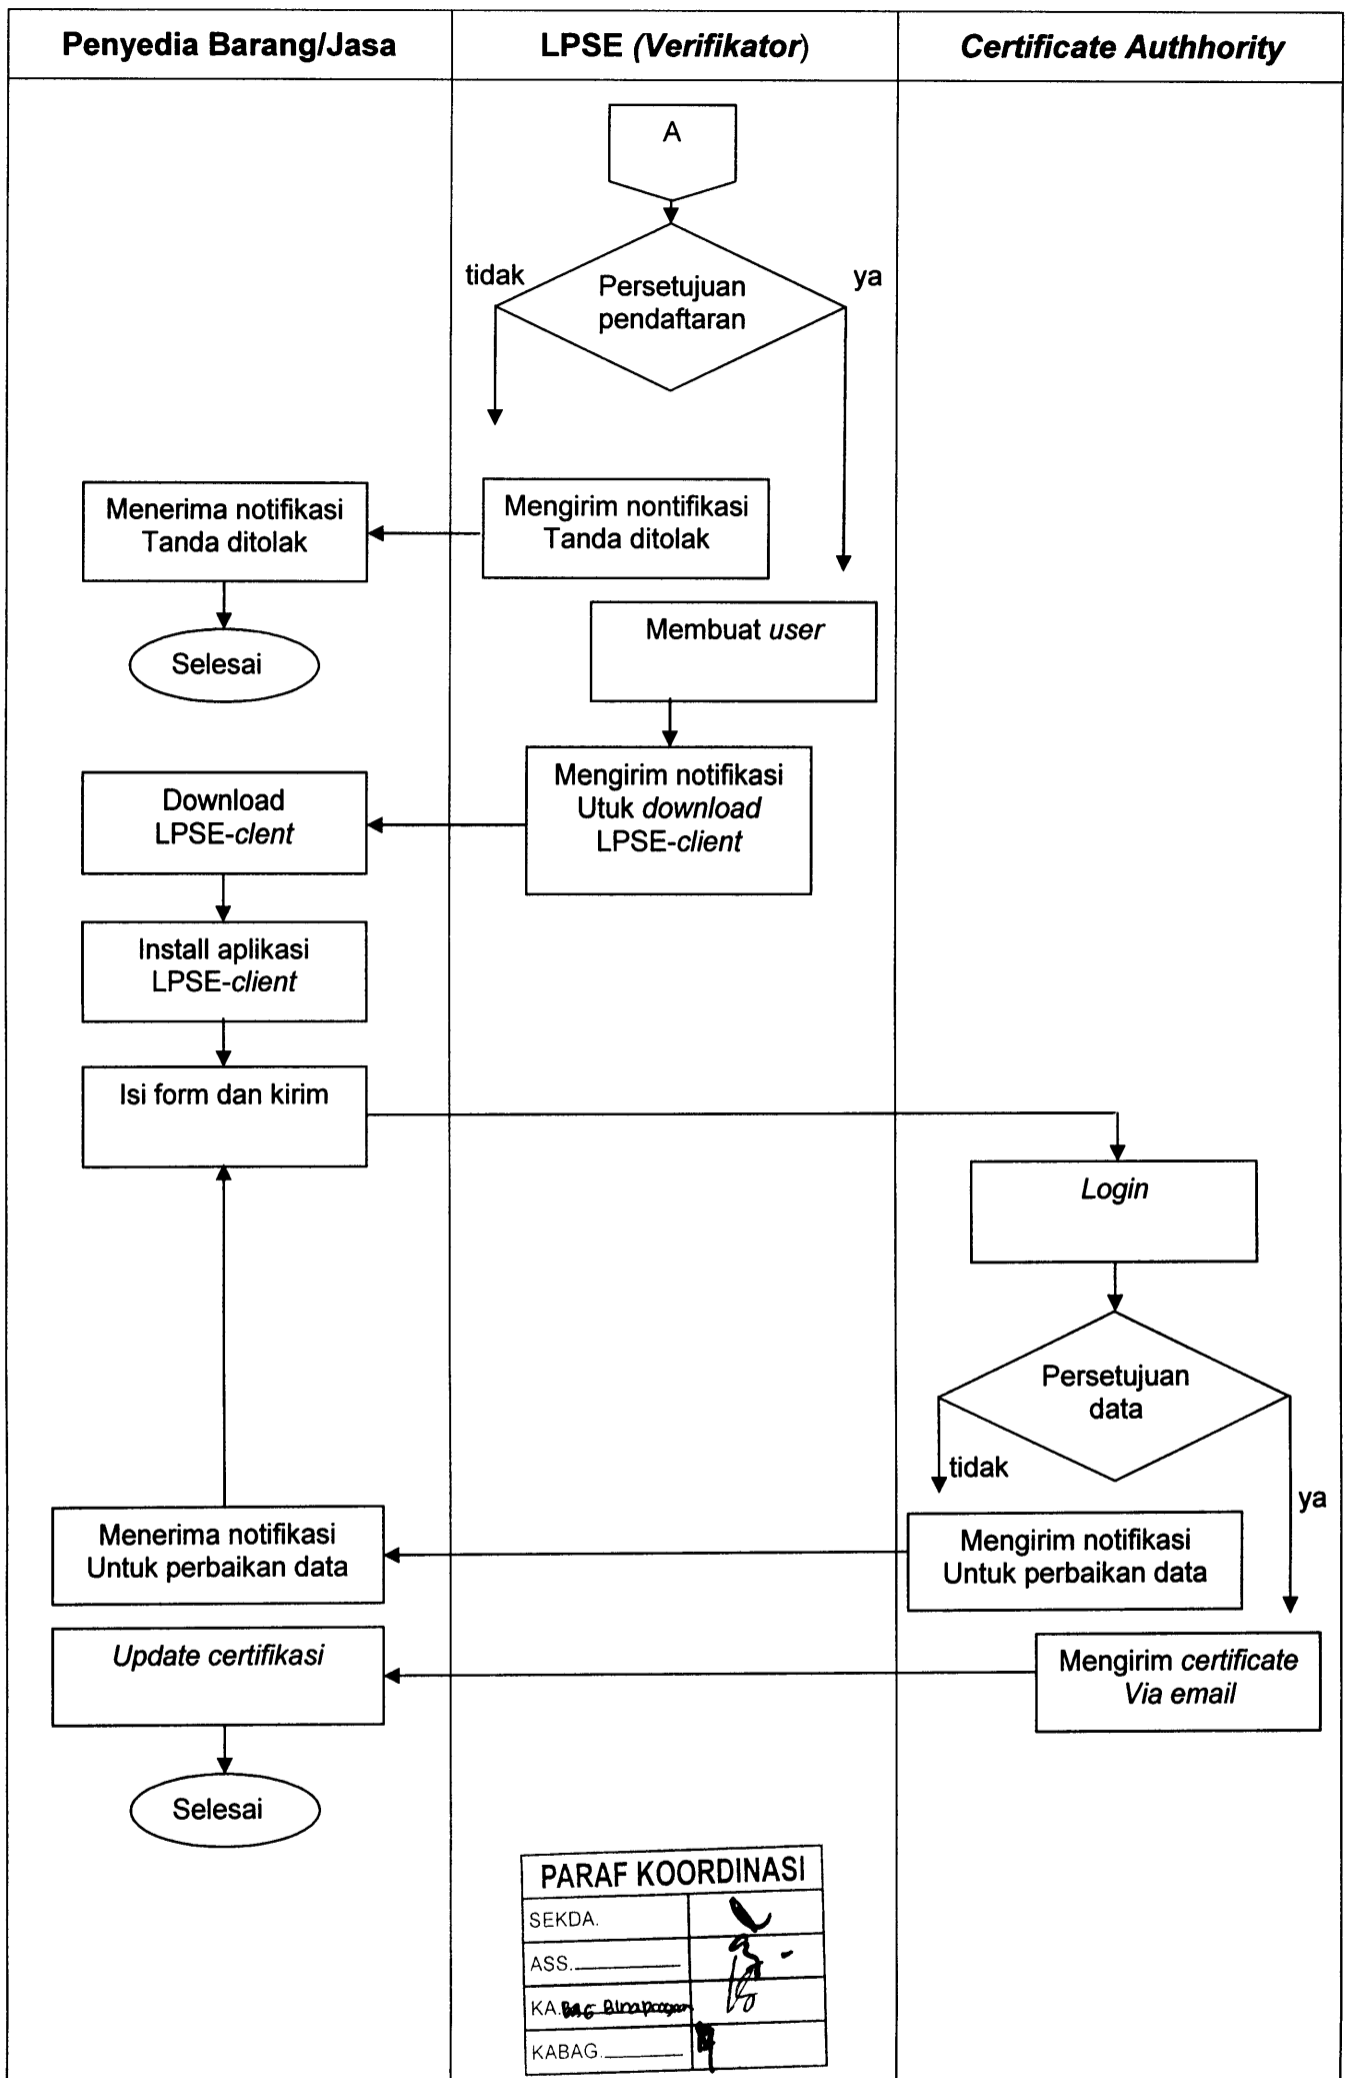 Penyedia Barang/Jasa
LPSE (Verifikator)
Certificate Authhority
A
tidak
Persetujuan
pendaftaran
ya
Menerima notifikasi
Tanda ditolak
Mengirim nontifikasi
Tanda ditolak
Selesai
Membuat user
Download
LPSE-clent
Mengirim notifikasi
Utuk download
LPSE-client
Install aplikasi
LPSE-client
Isi form dan kirim
Login
Persetujuan
data
tidak
ya
Menerima notifikasi
Untuk perbaikan data
Mengirim notifikasi
Untuk perbaikan data
Update certifikasi
Mengirim certificate
Via email
Selesai
PARAF KOORDINASI
SEKDA.
ASS.
KA. Bag
KABAG.